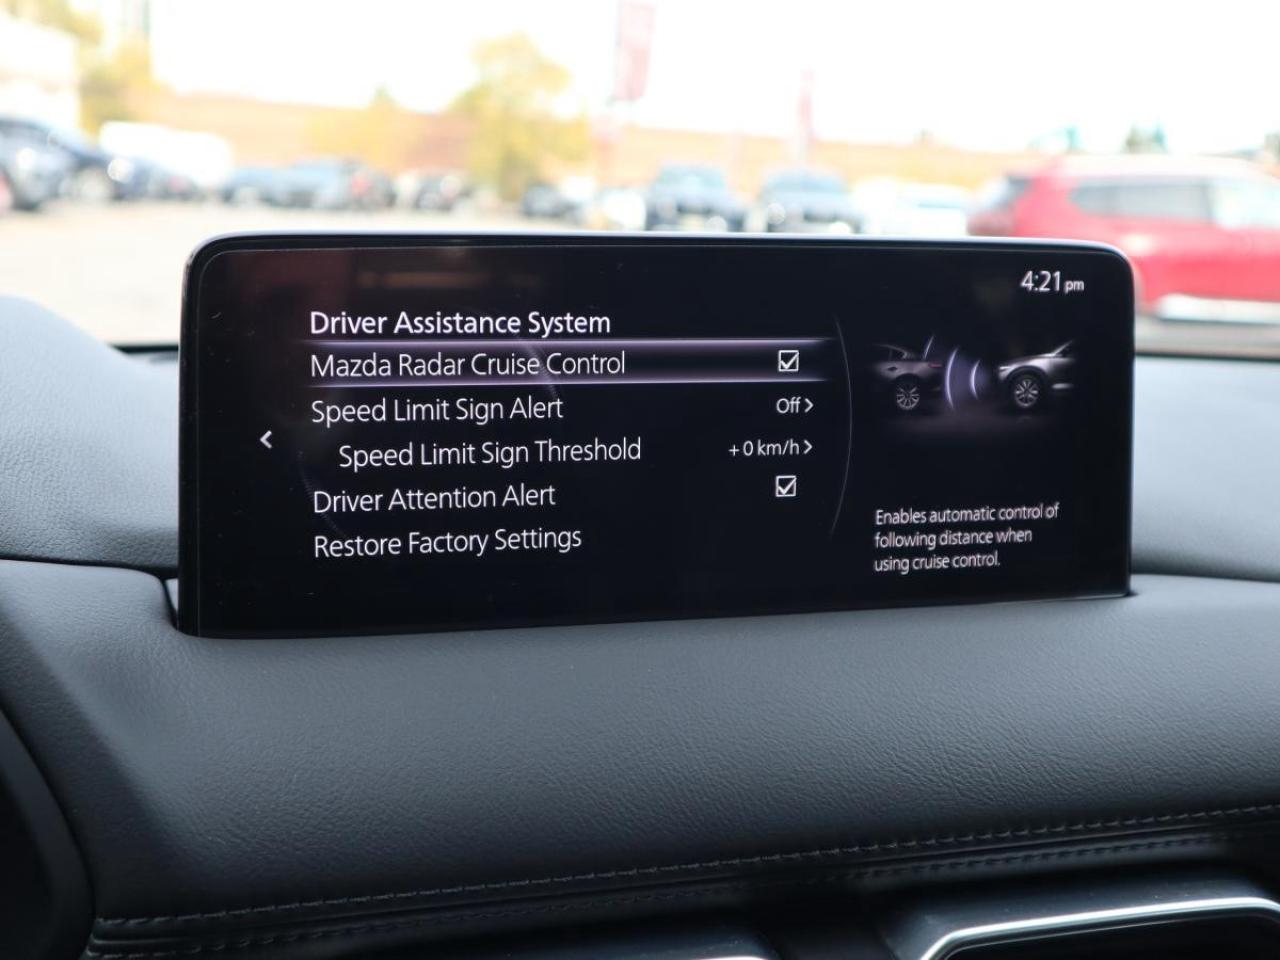 4:21 pm
Driver Assistance System
Mazda Radar Cruise Control
Speed Limit Sign Alert Off
Speed Limit Sign Threshold +0 km/h
Driver Attention Alert
Restore Factory Settings
Enables automatic control of
following distance when
using cruise control.